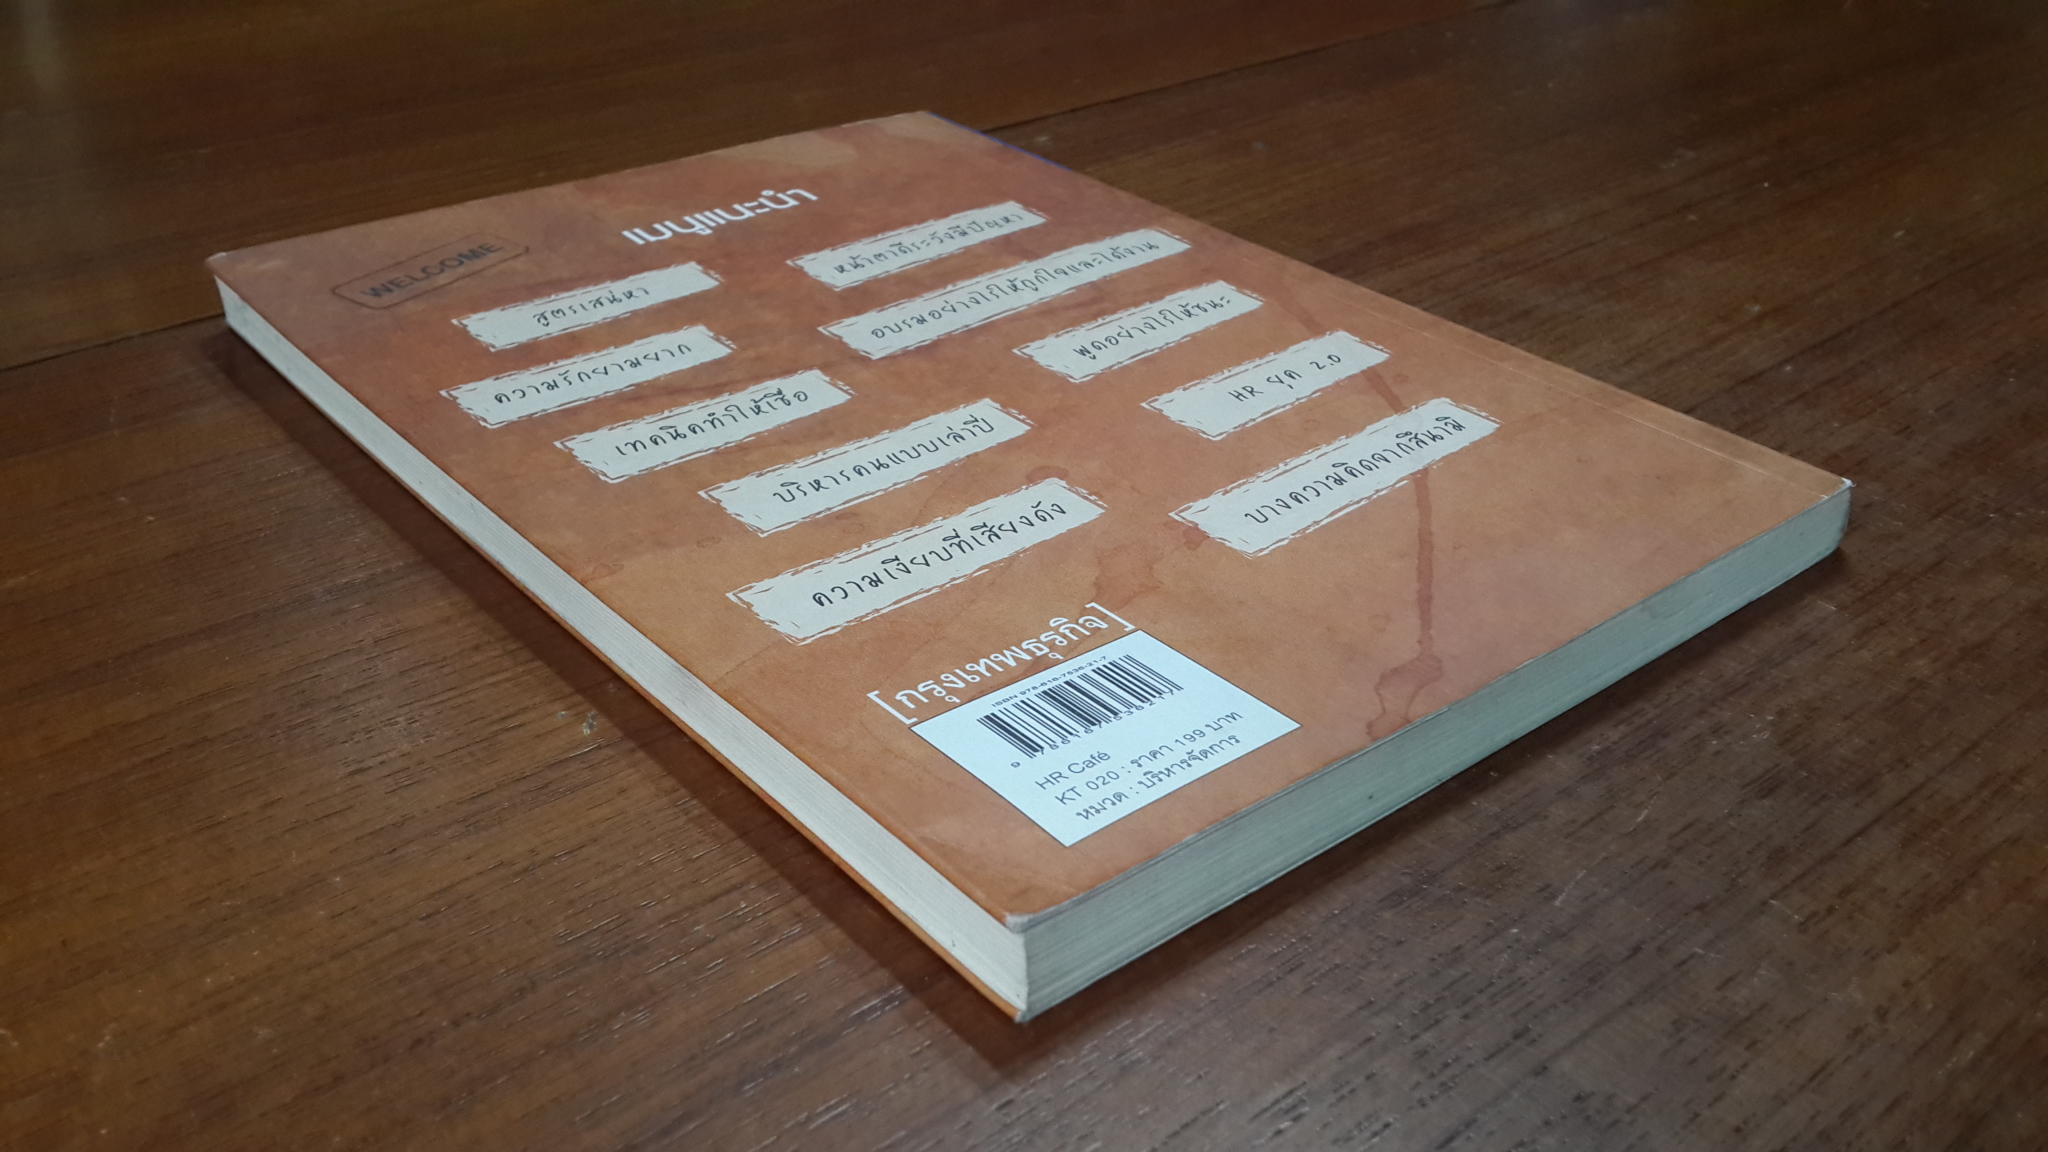 WELCOME
เมนูแนะนำ
สูตรเสน่หา
หน้าตาดีระวังมีปัญหา
ความรักยามยาก
อบรมอย่างไรให้ถูกใจและได้งาน
เทคนิคทำให้เชื่อ
พูดอย่างไรให้ชนะ
บริหารคนแบบเล่าปี่
HR ยุค 2.0
ความเงียบที่เสียงดัง
บางความคิดจากสึนามิ
[กรุงเทพธุรกิจ]
ISBN 978-616-7536-21-7
9 786167 536217
HR Café
KT 020 : ราคา 199 บาท
หมวด : บริหารจัดการ